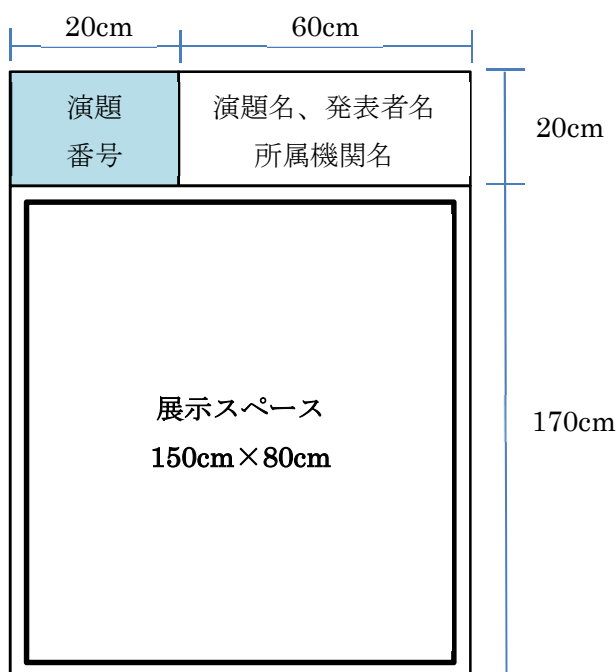 20cm
60cm
演題
番号
演題名、発表者名
所属機関名
20cm
展示スペース
150cm×80cm
170cm